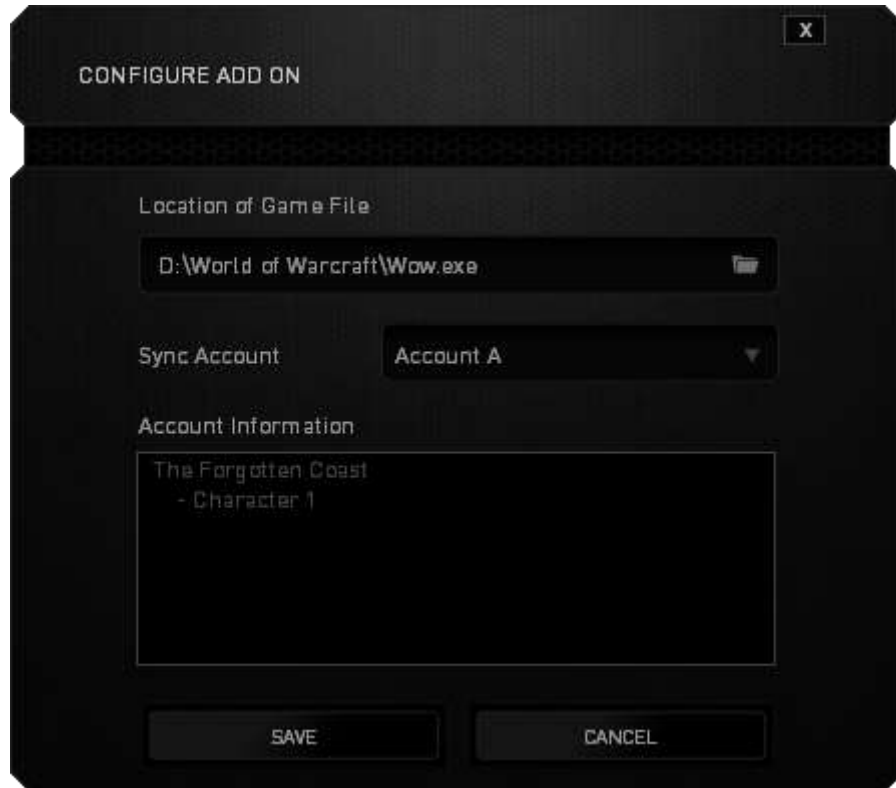 X
CONFIGURE ADD ON
Location of Game File
D:\World of Warcraft\Wow.exe
Sync Account
Account A
Account Information
The Forgotten Coast
- Character 1
SAVE
CANCEL